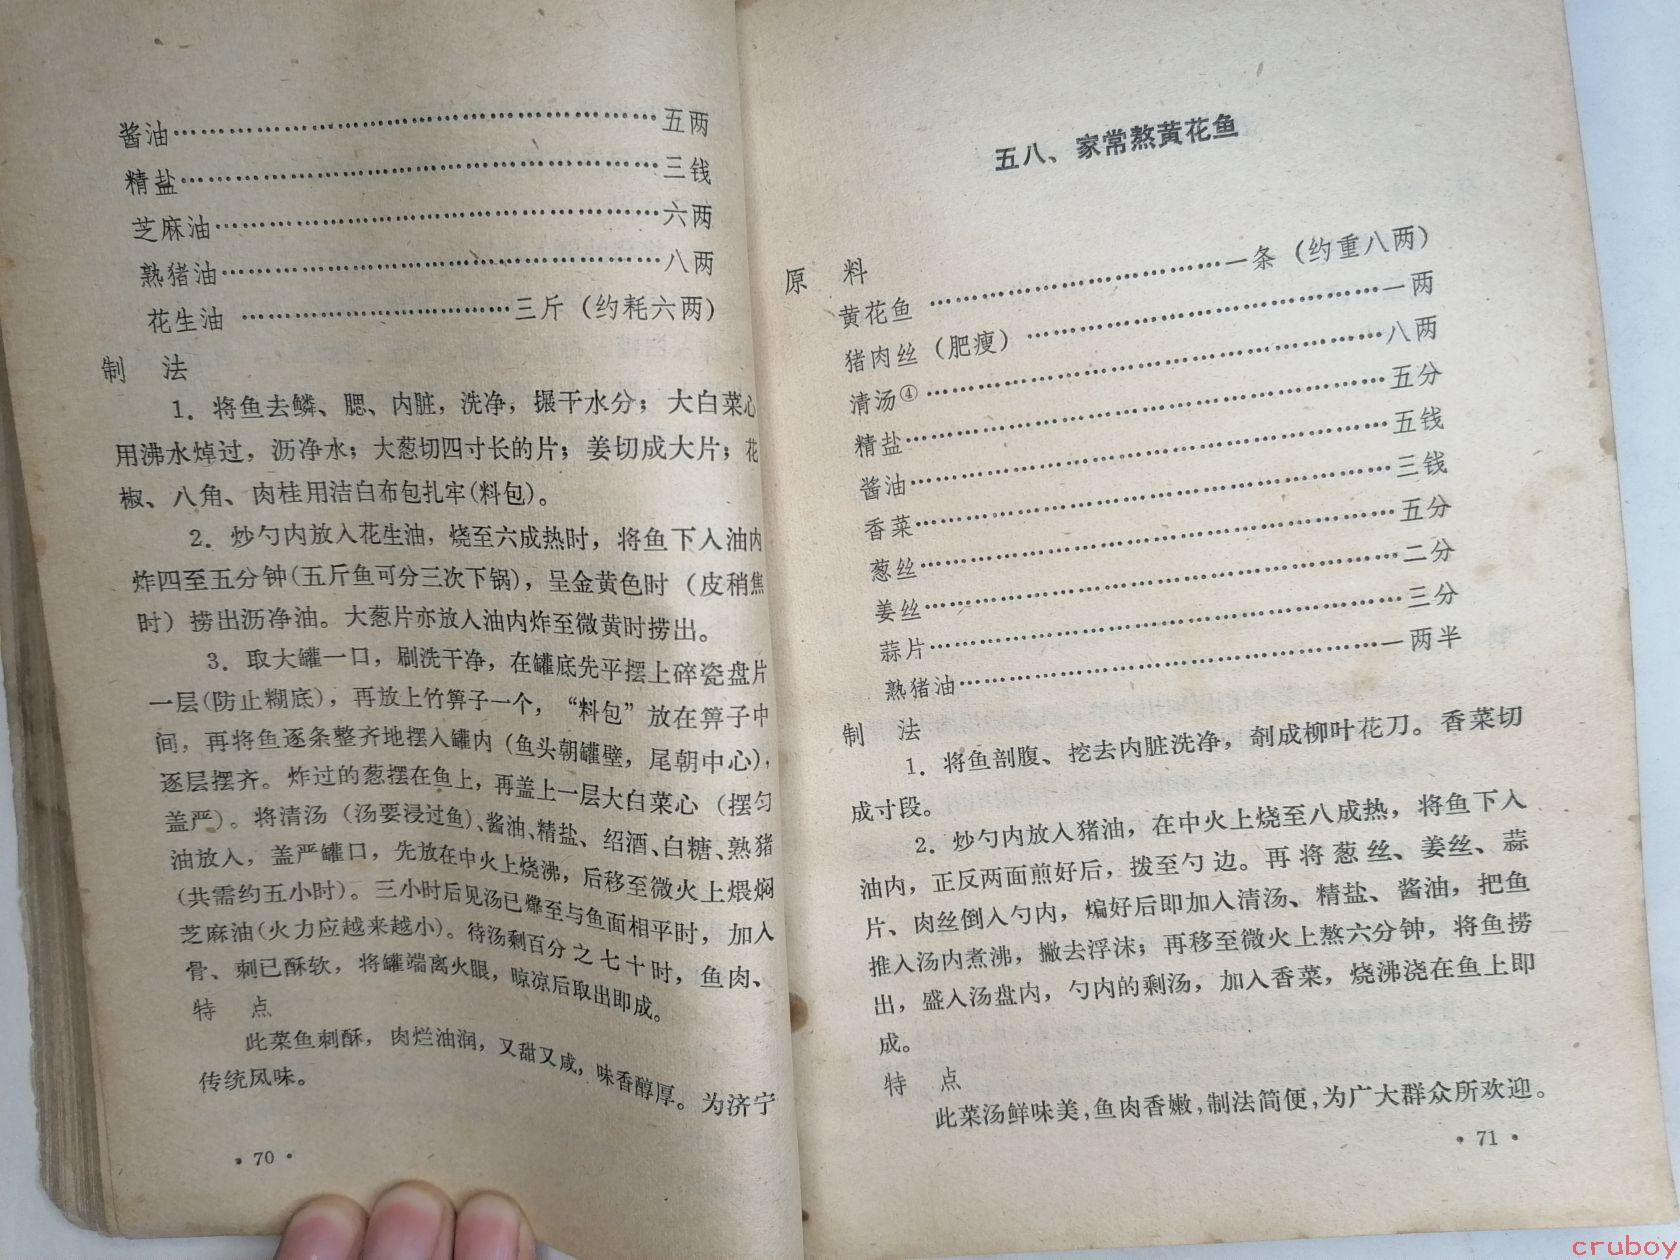 酱油……………………………………………五两
精盐……………………………………………三钱
芝麻油…………………………………………六两
熟猪油…………………………………………八两
花生油 …………………………三斤（约耗六两）
制　法
1．将鱼去鳞、腮、内脏，洗净，搌干水分；大白菜心
用沸水焯过，沥净水；大葱切四寸长的片；姜切成大片；花
椒、八角、肉桂用洁白布包扎牢(料包)。
2．炒勺内放入花生油，烧至六成热时，将鱼下入油内
炸四至五分钟(五斤鱼可分三次下锅)，呈金黄色时（皮稍焦
时）捞出沥净油。大葱片亦放入油内炸至微黄时捞出。
3．取大罐一口，刷洗干净，在罐底先平摆上碎瓷盘片
一层(防止糊底)，再放上竹箅子一个，“料包”放在箅子中
间，再将鱼逐条整齐地摆入罐内（鱼头朝罐壁，尾朝中心)，
逐层摆齐。炸过的葱摆在鱼上，再盖上一层大白菜心（摆匀
盖严）。将清汤（汤要浸过鱼)、酱油、精盐、绍酒、白糖、熟猪
油放入，盖严罐口，先放在中火上烧沸，后移至微火上煨焖
(共需约五小时)。三小时后见汤已㸆至与鱼面相平时，加入
芝麻油(火力应越来越小)。待汤剩百分之七十时，鱼肉、
骨、刺已酥软，将罐端离火眼，晾凉后取出即成。
特　点
此菜鱼刺酥，肉烂油润，又甜又咸，味香醇厚。为济宁
传统风味。
• 70 •
五八、家常熬黄花鱼
原　料
黄花鱼 ……………………………一条（约重八两）
猪肉丝（肥瘦）…………………………………一两
清汤④……………………………………………八两
精盐………………………………………………五分
酱油………………………………………………五钱
香菜………………………………………………三钱
葱丝………………………………………………五分
姜丝………………………………………………二分
蒜片………………………………………………三分
熟猪油…………………………………………一两半
制　法
1．将鱼剖腹、挖去内脏洗净，剞成柳叶花刀。香菜切
成寸段。
2．炒勺内放入猪油，在中火上烧至八成热，将鱼下入
油内，正反两面煎好后，拨至勺边。再将葱丝、姜丝、蒜
片、肉丝倒入勺内，煸好后即加入清汤、精盐、酱油，把鱼
推入汤内煮沸，撇去浮沫；再移至微火上熬六分钟，将鱼捞
出，盛入汤盘内，勺内的剩汤，加入香菜，烧沸浇在鱼上即
成。
特　点
此菜汤鲜味美，鱼肉香嫩，制法简便，为广大群众所欢迎。
• 71 •
cruboy